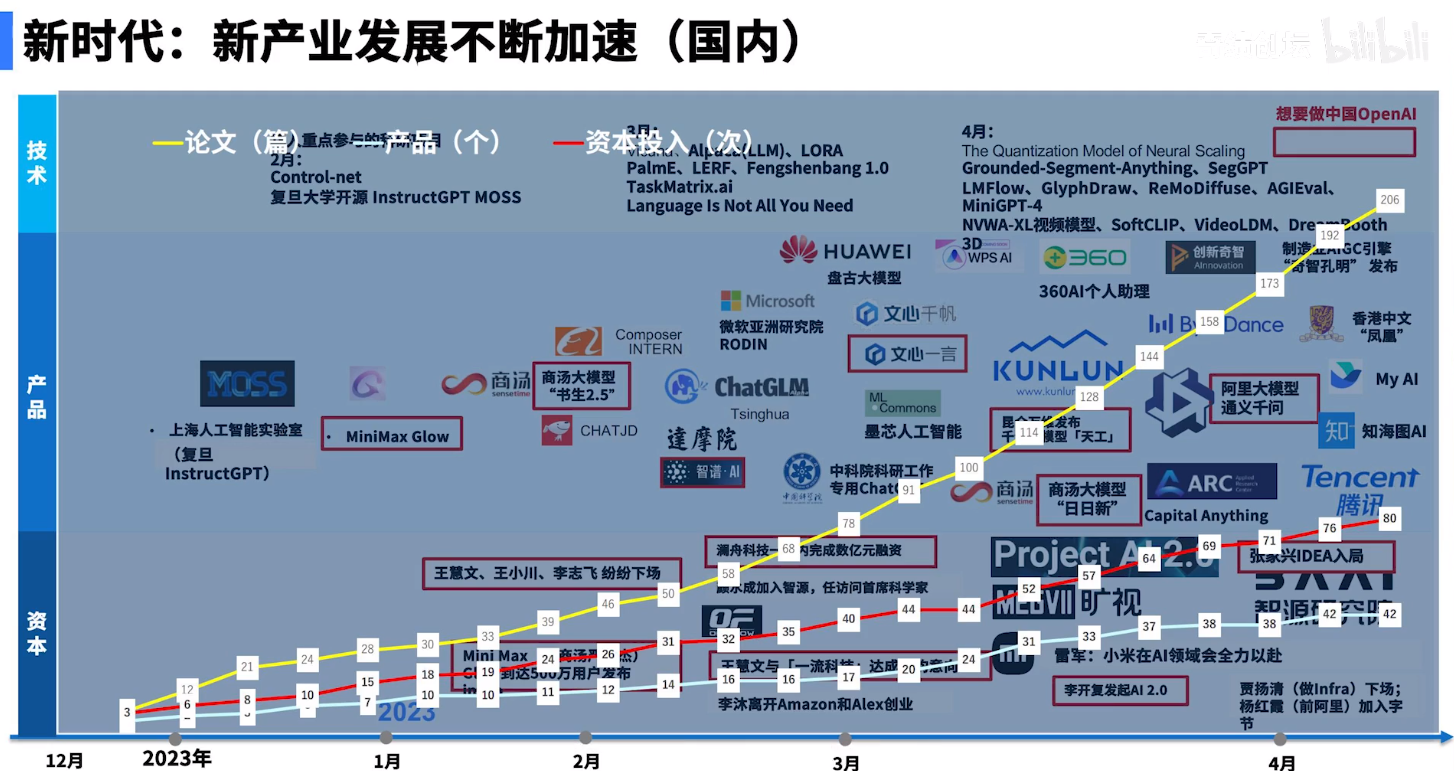 新时代：新产业发展不断加速（国内）
bilibili
技术
论文（篇）
产品（个）
资本投入（次）
重点参与的
2月：
Control-net
复旦大学开源 InstructGPT MOSS
3月：
(LLM)、LORA
PalmE、LERF、Fengshenbang 1.0
TaskMatrix.ai
Language Is Not All You Need
4月：
The Quantization Model of Neural Scaling
Grounded-Segment-Anything、SegGPT
LMFlow、GlyphDraw、ReMoDiffuse、AGIEval、
MiniGPT-4
NVWA-XL视频模型、SoftCLIP、VideoLDM、DreamBooth
3D
想要做中国OpenAI
产品
HUAWEI
盘古大模型
WPS AI
360
360AI个人助理
创新奇智
AInnovation
制造业AIGC引擎
“奇智孔明” 发布
Microsoft
微软亚洲研究院
RODIN
文心千帆
文心一言
ByteDance
香港中文
“凤凰”
Composer
INTERN
KUNLUN
www.kunlun
MOSS
上海人工智能实验室
（复旦
InstructGPT）
MiniMax Glow
商汤
sensetime
商汤大模型
“书生2.5”
CHATJD
ChatGLM
Tsinghua
达摩院
智谱·AI
ML
Commons
墨芯人工智能
中国科学院
中科院科研工作
专用Chat
发布
模型「天工」
阿里大模型
通义千问
My AI
知
知海图AI
商汤
sensetime
商汤大模型
“日日新”
ARC
Applied
Research
Center
Capital Anything
Tencent
腾讯
资本
王慧文、王小川、李志飞 纷纷下场
澜舟科技一 内完成数亿元融资
顾水成加入智源，任访问首席科学家
OF
Mini Max
商汤
到达500万用户发布
王慧文与「一流科技」达成 意向
李沐离开Amazon和Alex创业
Project AI 2.0
MEGVII 旷视
雷军：小米在AI领域会全力以赴
李开复发起AI 2.0
张家兴IDEA入局
BAAI
智源研究院
贾扬清（做Infra）下场；
杨红霞（前阿里）加入字
节
2023
3 12 21 24 28 30 33 39 46 50 58 68 78 91 100 114 128 144 158 173 192 206
6 8 10 15 18 19 24 26 31 32 35 40 44 44 52 57 64 69 71 76 80
7 10 10 11 12 14 16 16 17 20 24 31 33 37 38 38 42 42
12月
2023年
1月
2月
3月
4月